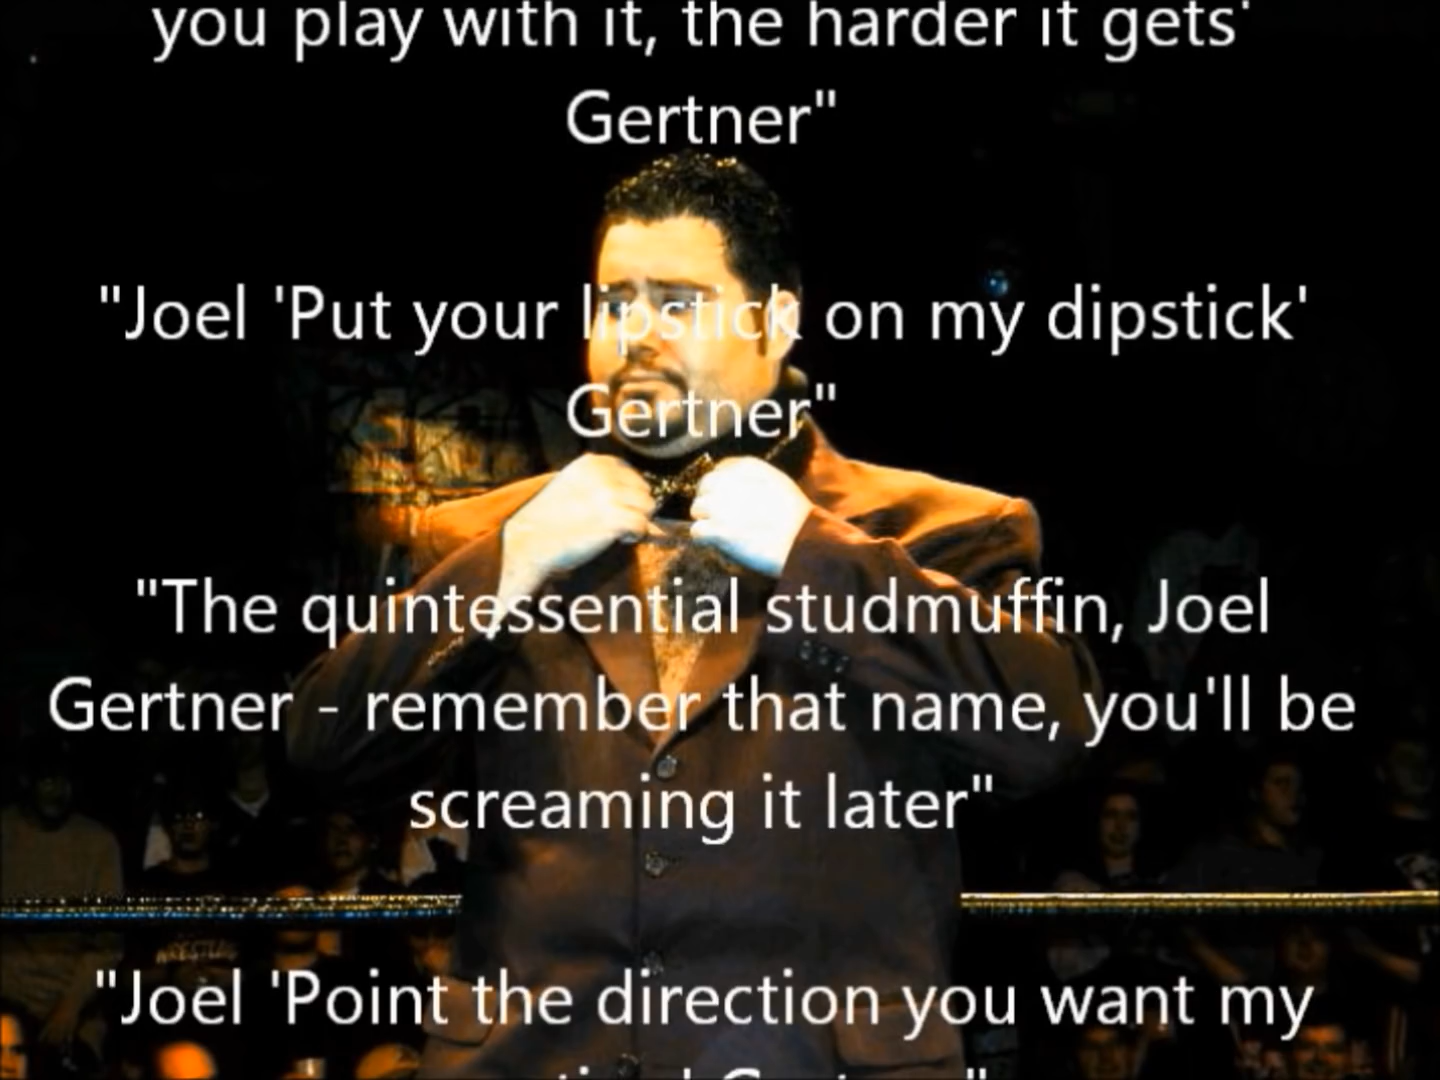 you play with it, the harder it gets'
Gertner"
"Joel 'Put your lipstick on my dipstick'
Gertner"
"The quintessential studmuffin, Joel
Gertner - remember that name, you'll be
screaming it later"
"Joel 'Point the direction you want my